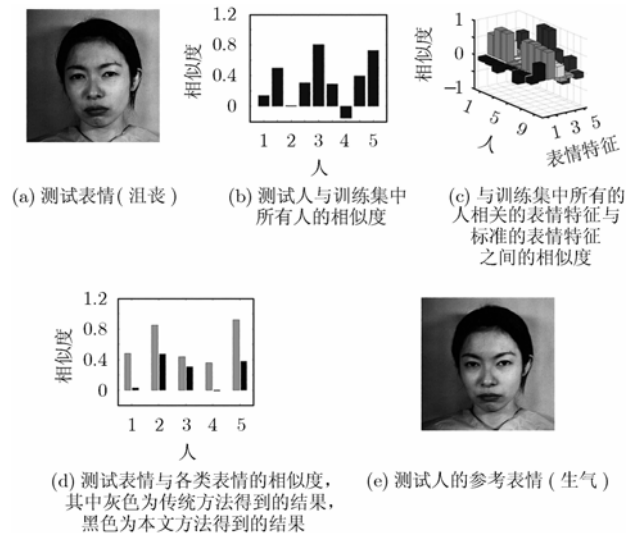 1.2
0.8
0.4
0
相似度
1 2 3 4 5
人
1
0
−1
相似度
1 5 9
人
1 3 5
表情特征
(a) 测试表情(沮丧)
(b) 测试人与训练集中
所有人的相似度
(c) 与训练集中所有的
人相关的表情特征与
标准的表情特征
之间的相似度
1.2
0.8
0.4
0
相似度
1 2 3 4 5
人
(d) 测试表情与各类表情的相似度,
其中灰色为传统方法得到的结果,
黑色为本文方法得到的结果
(e) 测试人的参考表情(生气)